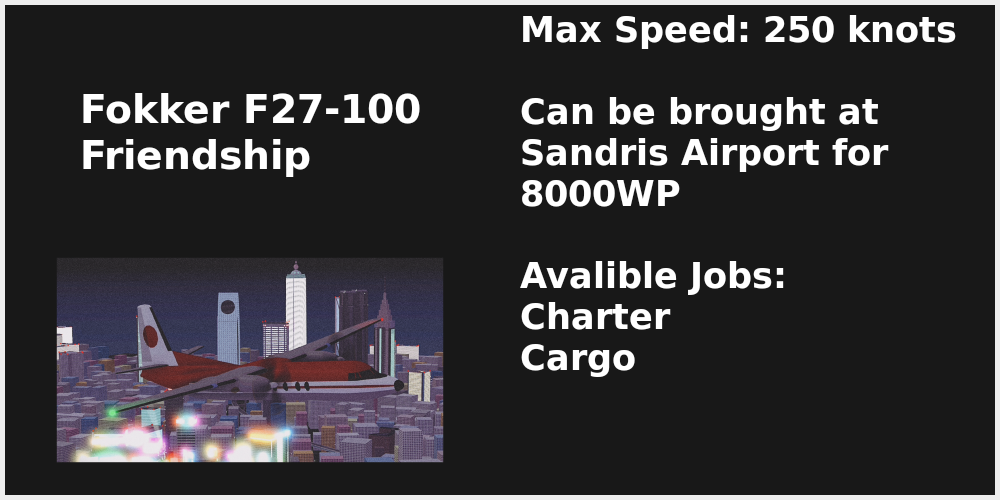 Fokker F27-100
Friendship
Max Speed: 250 knots
Can be brought at
Sandris Airport for
8000WP
Avalible Jobs:
Charter
Cargo